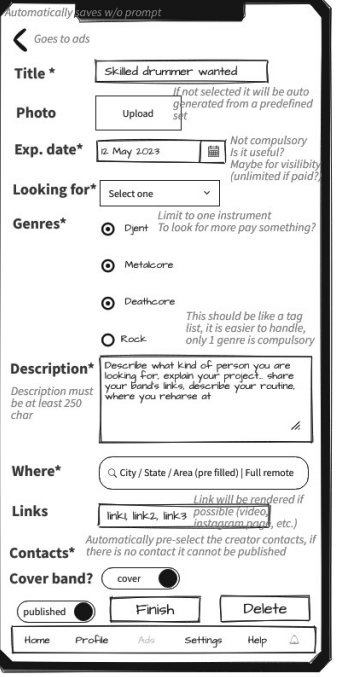 Automatically saves w/o prompt
Goes to ads
Title *
Skilled drummer wanted
If not selected it will be auto
generated from a predefined
set
Photo
Upload
Exp. date*
12 May 2023
Not compulsory
Is it useful?
Maybe for visilibity
(unlimited if paid?)
Looking for*
Select one
Limit to one instrument
To look for more pay something?
Genres*
Djent
Metalcore
Deathcore
Rock
This should be like a tag
list, it is easier to handle,
only 1 genre is compulsory
Description*
Description must
be at least 250
char
Describe what kind of person you are
looking for, explain your project.. share
your band's links, describe your routine,
where you reharse at
Where*
City / State / Area (pre filled) | Full remote
Links
link1, link2, link3
Link will be rendered if
possible (video,
instagram page, etc.)
Contacts*
Automatically pre-select the creator contacts, if
there is no contact it cannot be published
Cover band?
cover
published
Finish
Delete
Home
Profile
Ads
Settings
Help